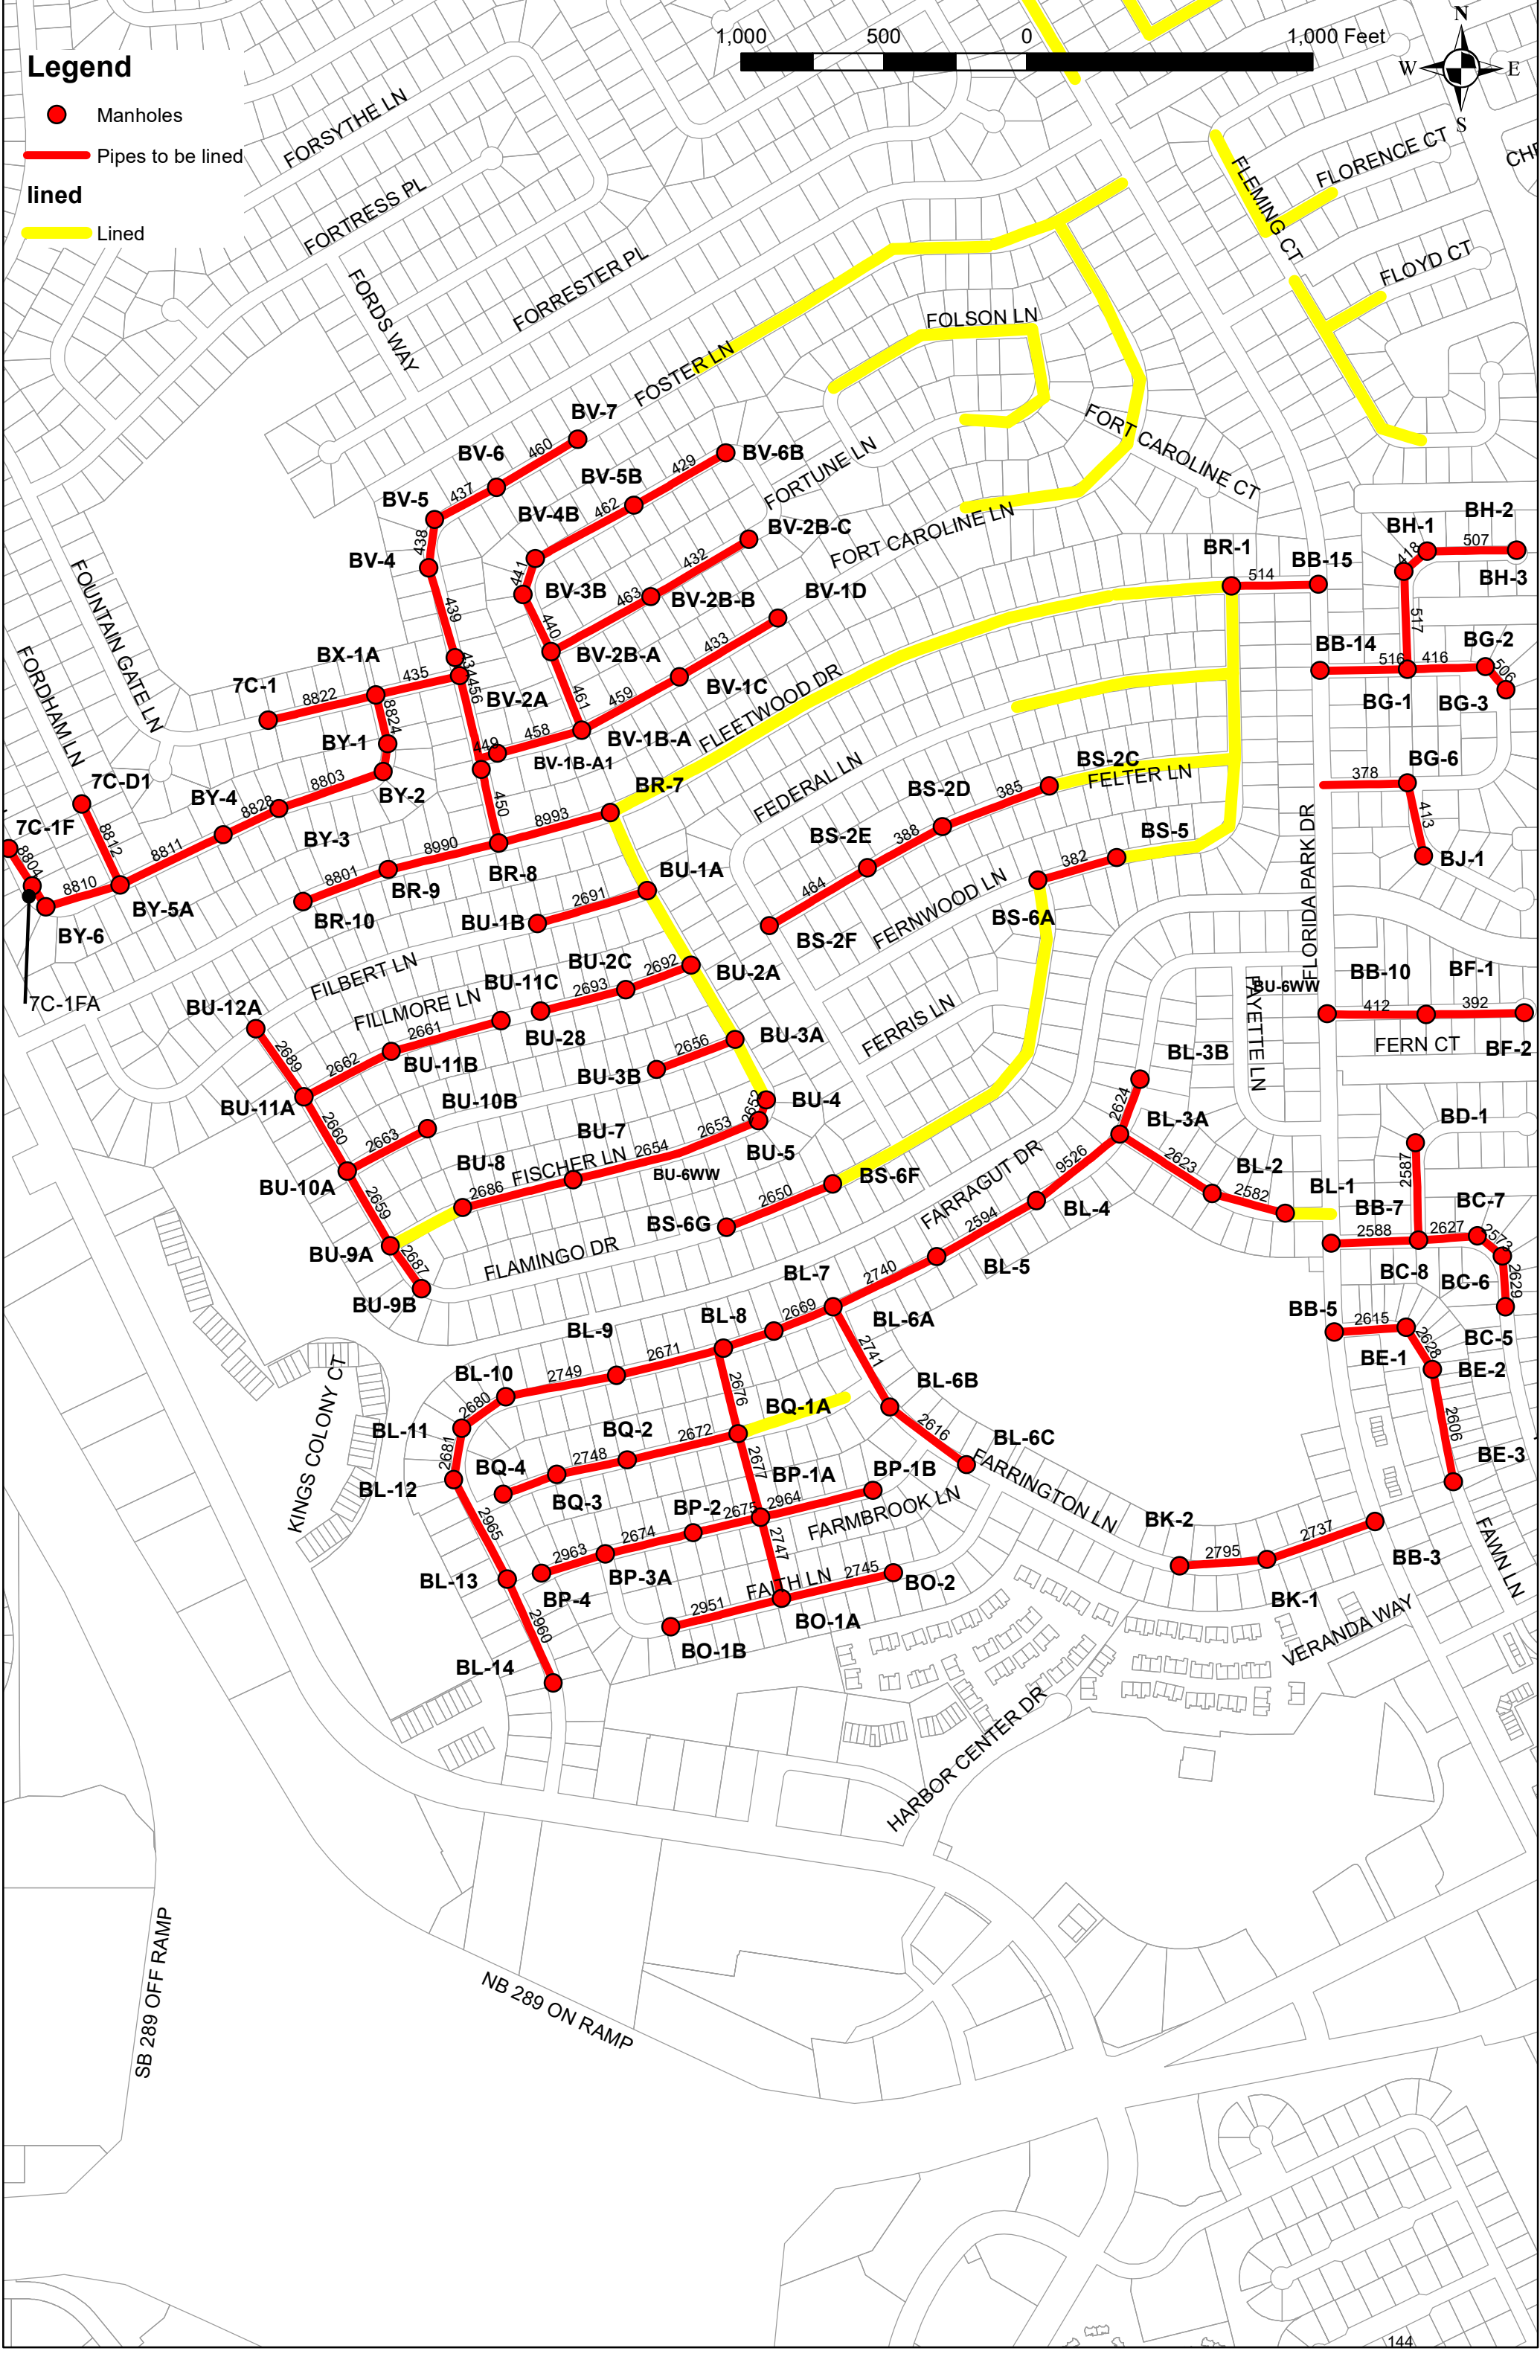 1,000
500
0
1,000 Feet
N
W
E
S
Legend
Manholes
Pipes to be lined
lined
Lined
FORSYTHE LN
FORTRESS PL
FORDS WAY
FORRESTER PL
FOSTER LN
FOLSON LN
FLEMING CT
FLORENCE CT
FLOYD CT
FORT CAROLINE CT
FORTUNE LN
FORT CAROLINE LN
BV-7
BV-6
460
437
BV-5
438
BV-4
439
BV-6B
429
BV-5B
462
BV-4B
441
BV-3B
440
BV-2B-C
432
463
BV-2B-B
BV-2B-A
BV-1D
433
BV-1C
459
461
BR-1
514
BB-15
BH-1
BH-2
507
418
BH-3
517
BB-14
516
416
BG-2
506
BG-1
BG-3
FOUNTAIN GATE LN
FORDHAM LN
BX-1A
7C-1
8822
435
434
456
BV-2A
8824
BY-1
449
458
BV-1B-A
BV-1B-A1
FLEETWOOD DR
7C-D1
BY-4
8803
BY-2
8828
BY-3
450
8993
BR-7
7C-1F
8804
8812
8811
8810
BY-5A
BY-6
7C-1FA
8990
BR-8
8801
BR-9
BR-10
FEDERAL LN
BS-2C
FELTER LN
BS-2D
385
BS-2E
388
464
BS-2F
BS-5
382
BS-6A
FERNWOOD LN
378
BG-6
413
BJ-1
FLORIDA PARK DR
BU-1A
2691
BU-1B
FILBERT LN
FILLMORE LN
BU-2C
2692
BU-2A
BU-11C
2693
BU-28
BU-12A
2661
2662
BU-11B
2689
BU-11A
2656
BU-3A
BU-3B
FERRIS LN
BU-6WW
BB-10
BF-1
412
392
FERN CT
BF-2
FAYETTE LN
BL-3B
2624
BL-3A
BU-10B
2660
2663
BU-10A
BU-4
2652
2653
BU-5
BU-7
2654
FISCHER LN
BU-6WW
BU-8
2686
2659
BU-9A
2687
BU-9B
2650
BS-6F
BS-6G
FLAMINGO DR
FARRAGUT DR
9526
2623
BL-2
2582
BL-1
BL-4
2594
BL-5
2740
BL-7
BD-1
2587
BB-7
BC-7
2588
2627
2573
BC-8
BC-6
2629
BB-5
2615
2628
BC-5
BE-1
BE-2
2606
BE-3
BL-8
2669
BL-6A
BL-9
2671
2749
BL-10
2680
BL-11
2681
BL-12
2741
BL-6B
2616
BL-6C
2676
BQ-1A
2672
BQ-2
2748
BQ-4
BQ-3
2677
BP-1A
BP-1B
2964
2675
BP-2
2674
2963
BP-3A
BP-4
FARMBROOK LN
FARRINGTON LN
2747
FAITH LN
2745
BO-2
2951
BO-1A
BO-1B
2965
BL-13
2960
BL-14
KINGS COLONY CT
BK-2
2795
2737
BK-1
BB-3
FAWN LN
VERANDA WAY
HARBOR CENTER DR
SB 289 OFF RAMP
NB 289 ON RAMP
144